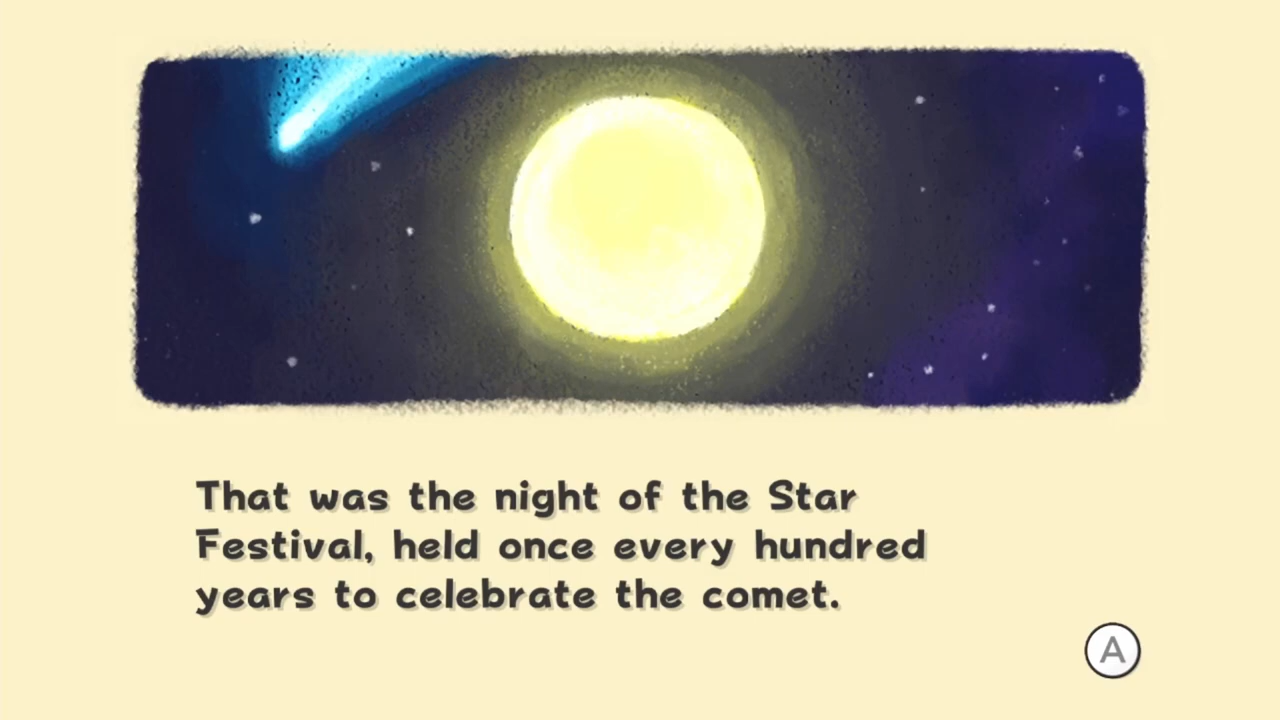 That was the night of the Star
Festival, held once every hundred
years to celebrate the comet.
A